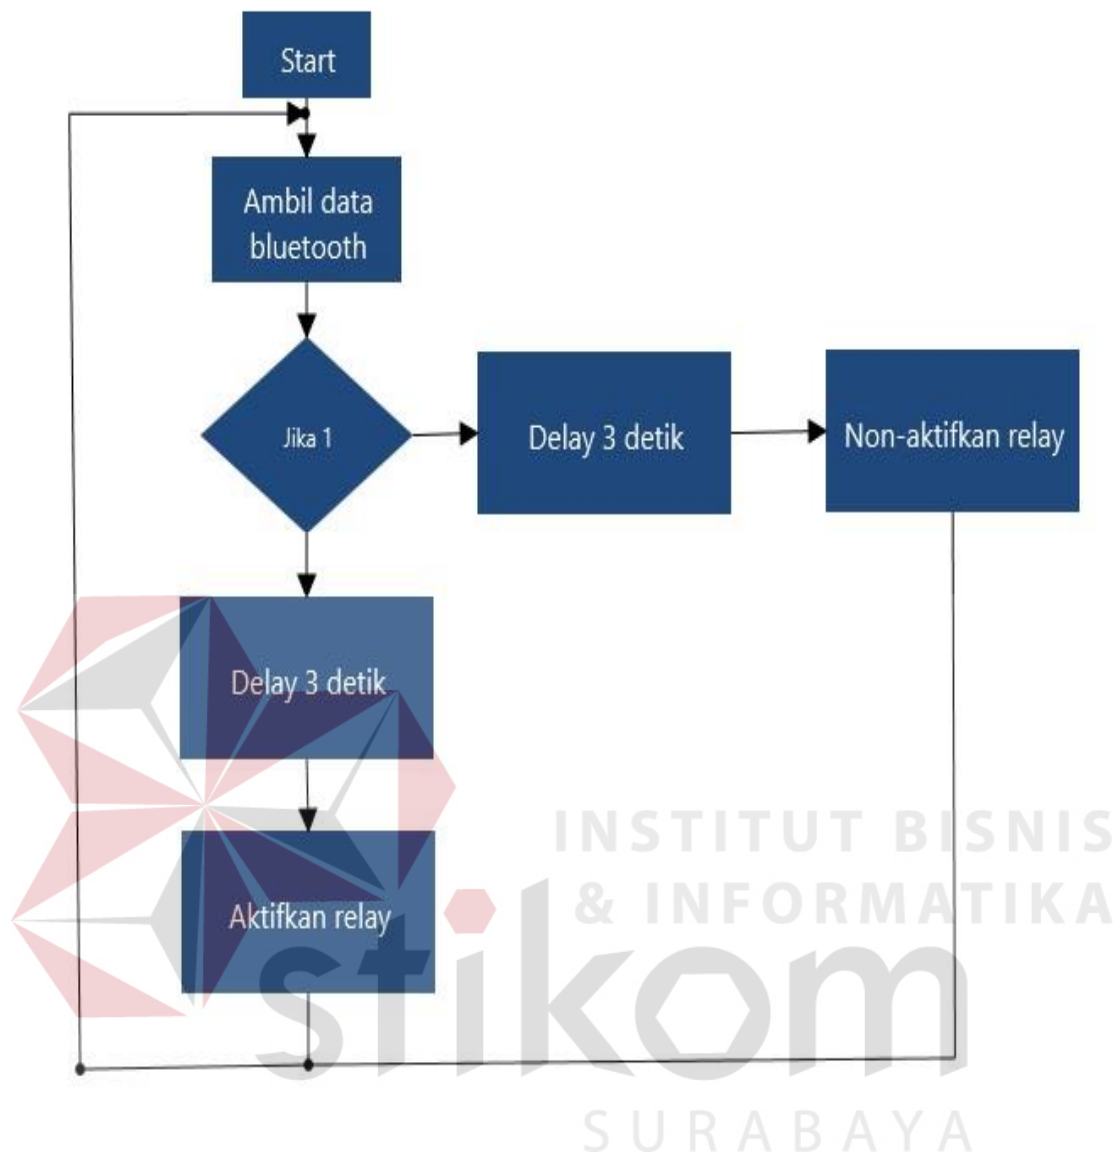 Start
Ambil data
bluetooth
Jika 1
Delay 3 detik
Non-aktifkan relay
Delay 3 detik
Aktifkan relay
INSTITUT BISNIS
& INFORMATIKA
stikom
SURABAYA